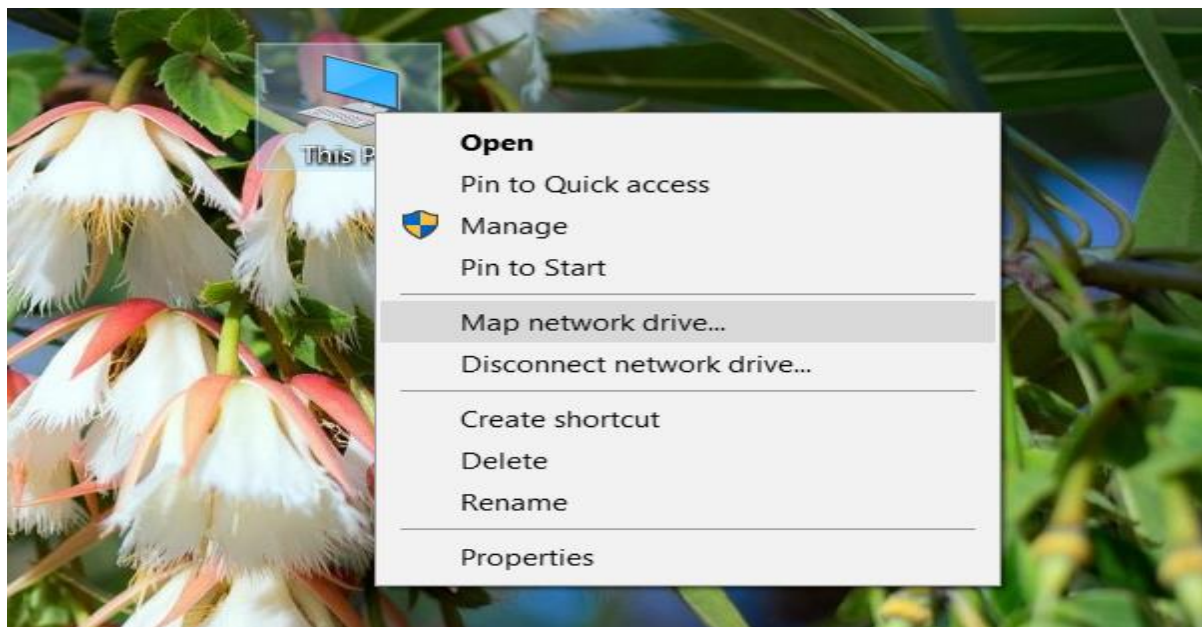 This P
Open
Pin to Quick access
Manage
Pin to Start
Map network drive...
Disconnect network drive...
Create shortcut
Delete
Rename
Properties